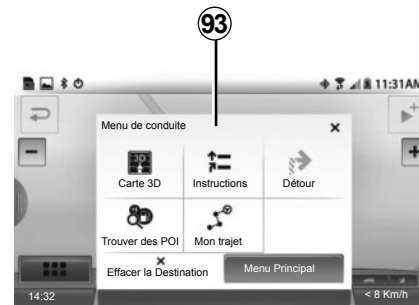 93
11:31AM
Menu de conduite
3D
Carte 3D
Instructions
Détour
Trouver des POI
Mon trajet
Effacer la Destination
Menu Principal
14:32
< 8 Km/h